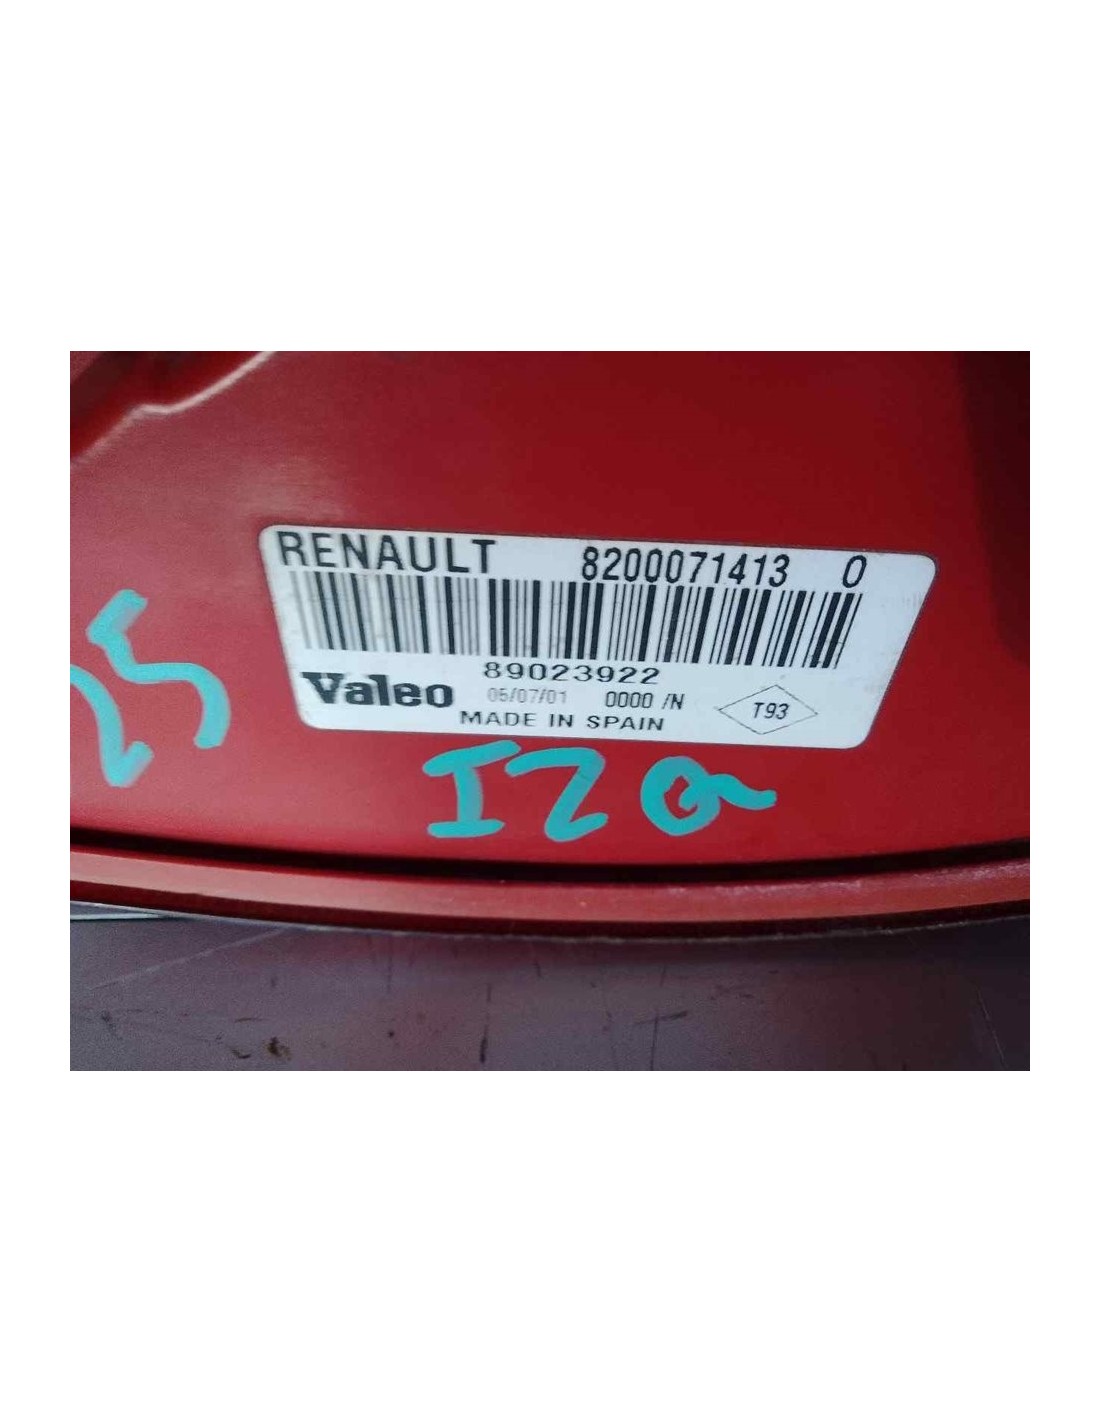 RENAULT 8200071413 0
89023922
Valeo 05/07/01 0000 /N T93
MADE IN SPAIN
25
IZQ